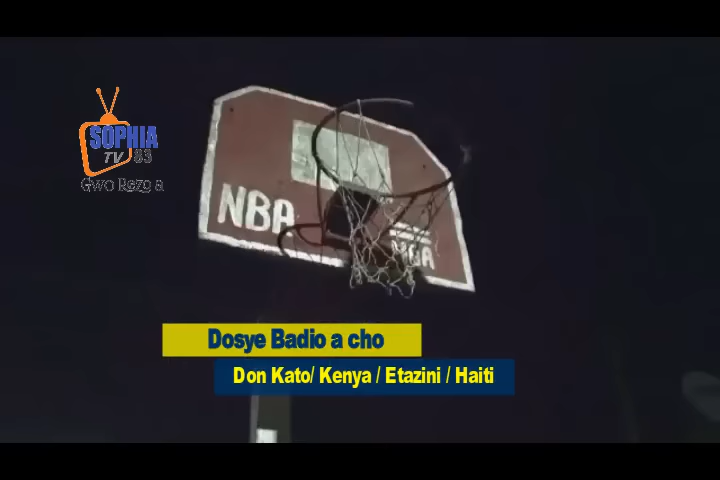 SOPHIA
TV 83
Gwo Rezo a
NBA
Dosye Badio a cho
Don Kato/ Kenya / Etazini / Haiti